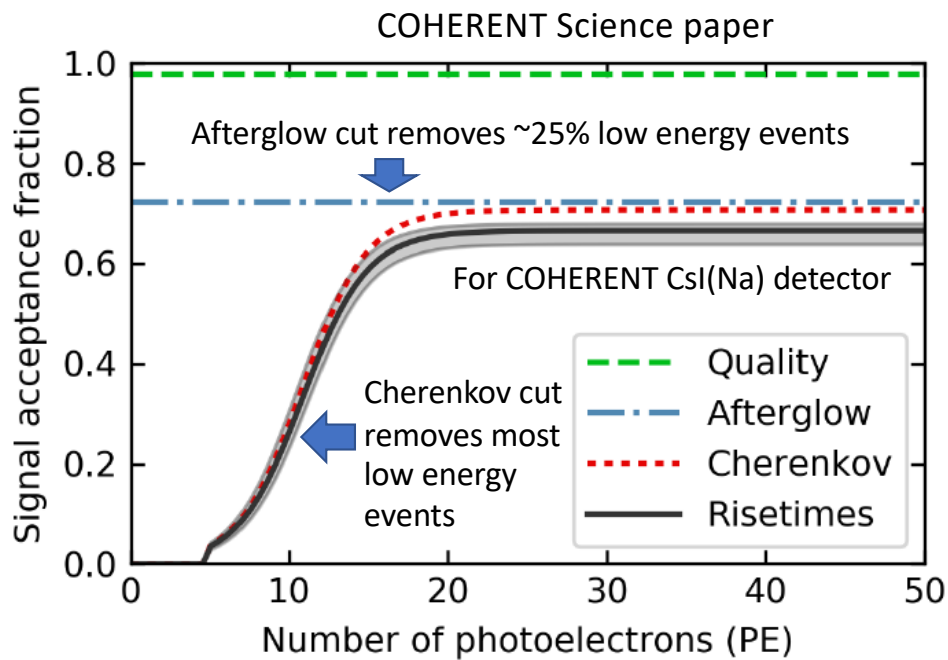 COHERENT Science paper
1.0
0.8
0.6
0.4
0.2
0.0
Signal acceptance fraction
Afterglow cut removes ~25% low energy events
For COHERENT CsI(Na) detector
Cherenkov cut
removes most
low energy
events
Quality
Afterglow
Cherenkov
Risetimes
0 10 20 30 40 50
Number of photoelectrons (PE)